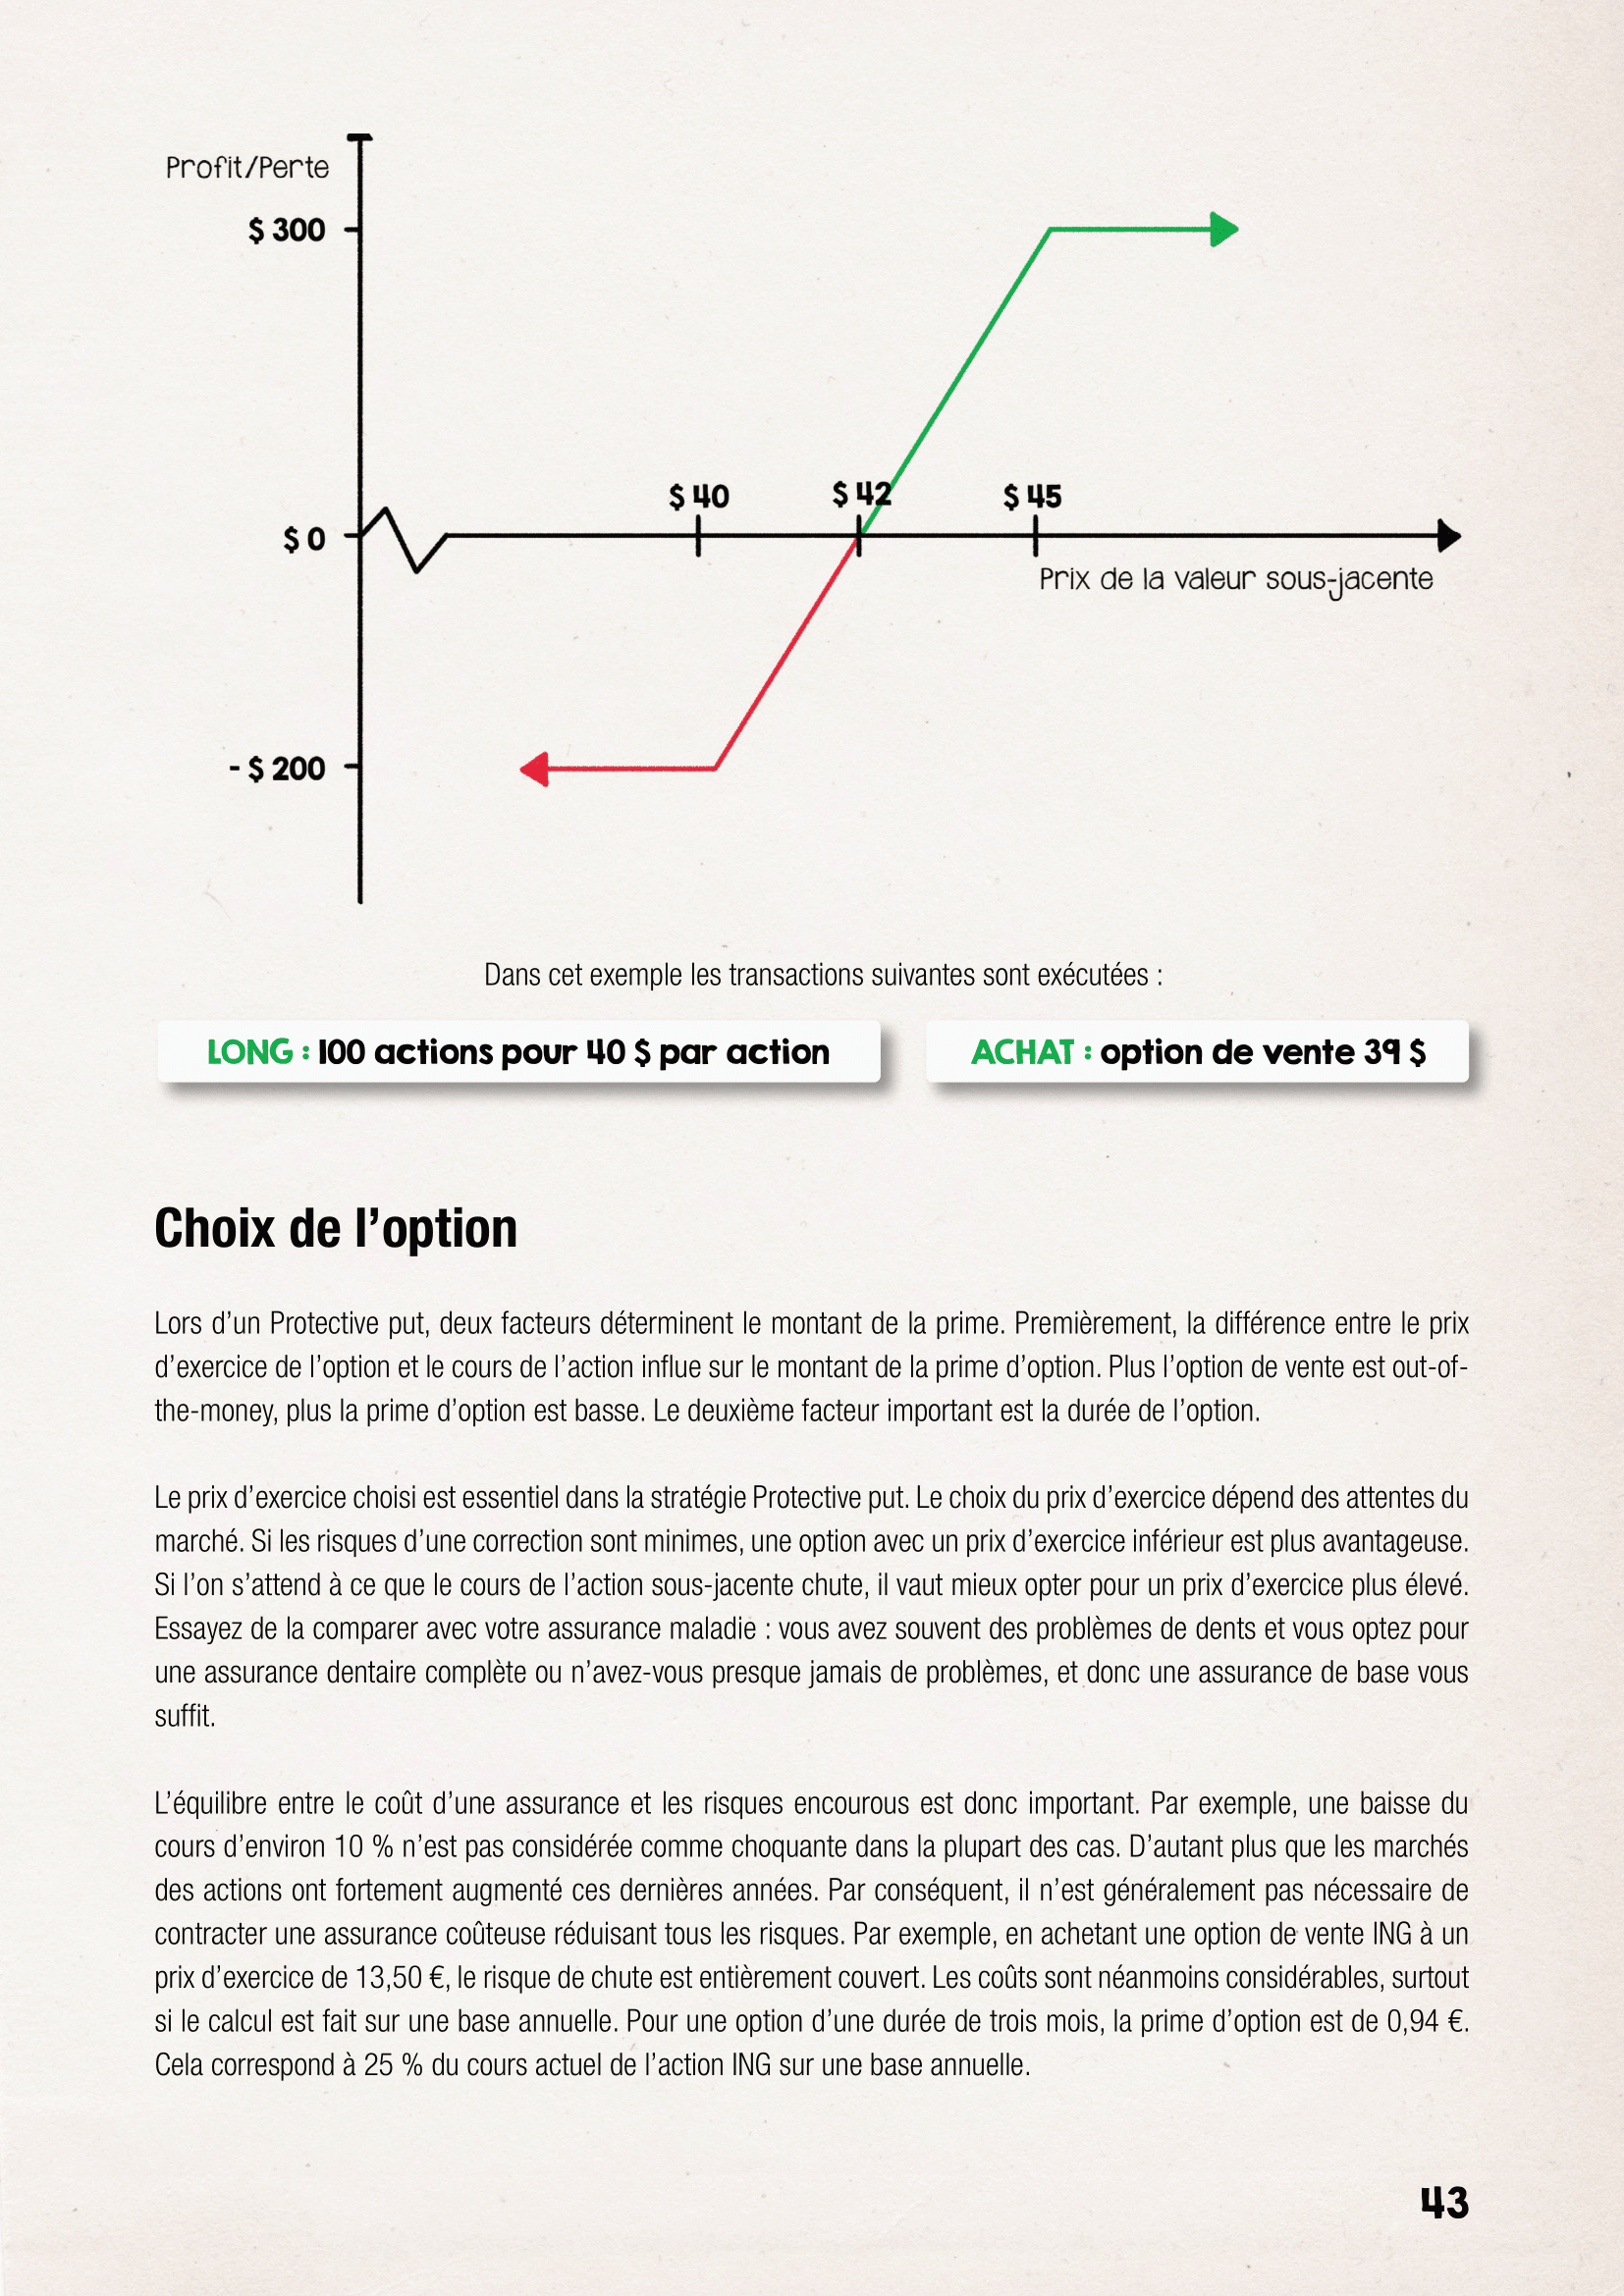 Profit/Perte
$ 300
$ 40
$ 42
$ 45
$ 0
Prix de la valeur sous-jacente
- $ 200
Dans cet exemple les transactions suivantes sont exécutées :
LONG : 100 actions pour 40 $ par action
ACHAT : option de vente 39 $
Choix de l’option
Lors d’un Protective put, deux facteurs déterminent le montant de la prime. Premièrement, la différence entre le prix
d’exercice de l’option et le cours de l’action influe sur le montant de la prime d’option. Plus l’option de vente est out-of-
the-money, plus la prime d’option est basse. Le deuxième facteur important est la durée de l’option.
Le prix d’exercice choisi est essentiel dans la stratégie Protective put. Le choix du prix d’exercice dépend des attentes du
marché. Si les risques d’une correction sont minimes, une option avec un prix d’exercice inférieur est plus avantageuse.
Si l’on s’attend à ce que le cours de l’action sous-jacente chute, il vaut mieux opter pour un prix d’exercice plus élevé.
Essayez de la comparer avec votre assurance maladie : vous avez souvent des problèmes de dents et vous optez pour
une assurance dentaire complète ou n’avez-vous presque jamais de problèmes, et donc une assurance de base vous
suffit.
L’équilibre entre le coût d’une assurance et les risques encourous est donc important. Par exemple, une baisse du
cours d’environ 10 % n’est pas considérée comme choquante dans la plupart des cas. D’autant plus que les marchés
des actions ont fortement augmenté ces dernières années. Par conséquent, il n’est généralement pas nécessaire de
contracter une assurance coûteuse réduisant tous les risques. Par exemple, en achetant une option de vente ING à un
prix d’exercice de 13,50 €, le risque de chute est entièrement couvert. Les coûts sont néanmoins considérables, surtout
si le calcul est fait sur une base annuelle. Pour une option d’une durée de trois mois, la prime d’option est de 0,94 €.
Cela correspond à 25 % du cours actuel de l’action ING sur une base annuelle.
43